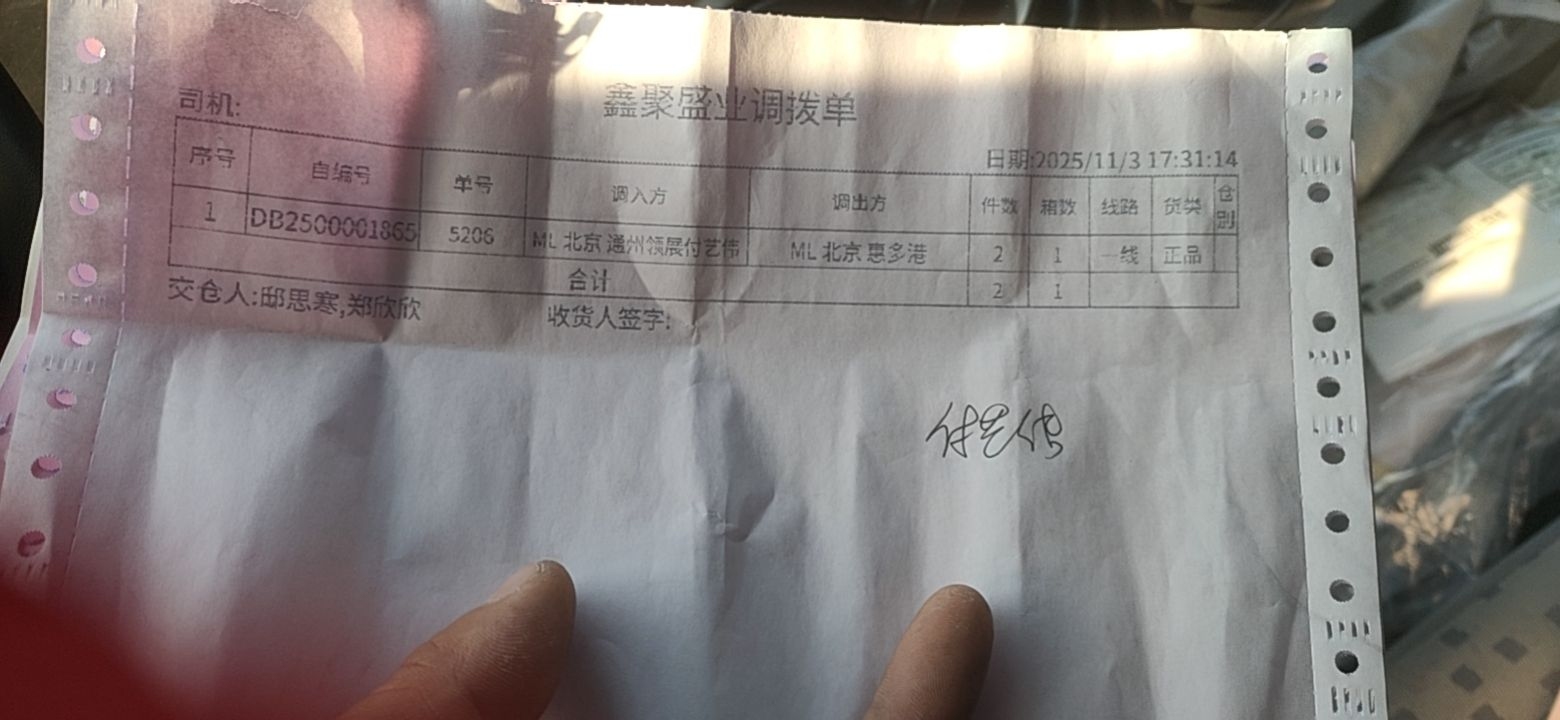 鑫聚盛业调拨单
司机:
日期:2025/11/3 17:31:14
序号 自编号 单号 调入方 调出方 件数 箱数 线路 货类 仓别
1 DB2500001865 5206 ML 北京 通州领展付艺伟 ML 北京 惠多港 2 1 一线 正品
合计 2 1
交仓人:邸思寒,郑欣欣 收货人签字:
付艺伟